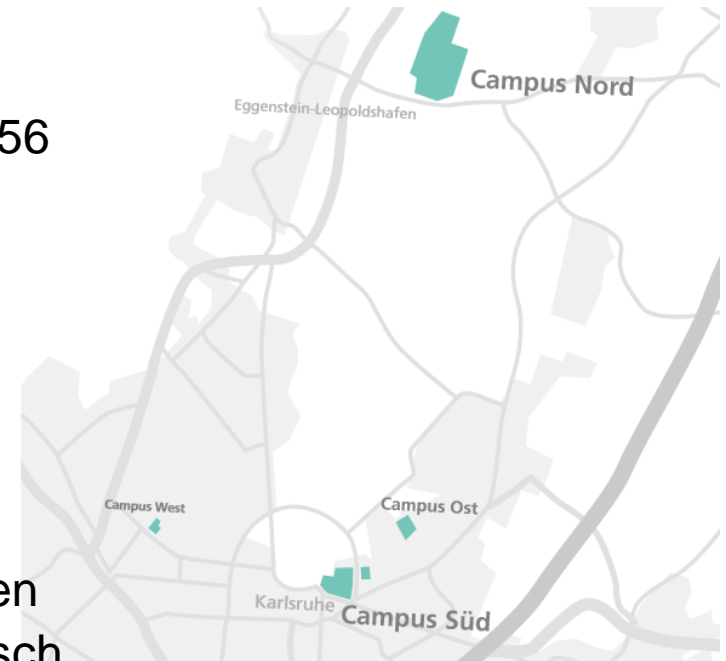 Campus Nord
Eggenstein-Leopoldshafen
56
Campus West
Campus Ost
en
Karlsruhe
Campus Süd
sch